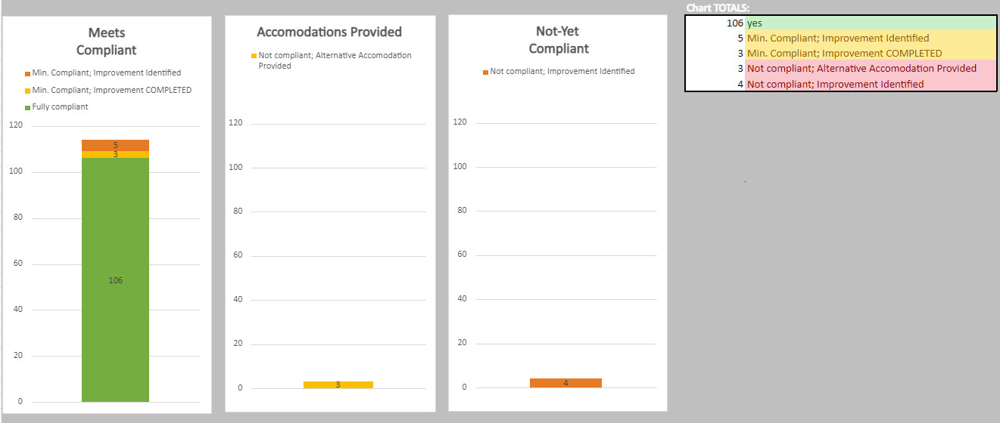 Meets
Compliant
Min. Compliant; Improvement Identified
Min. Compliant; Improvement COMPLETED
Fully compliant
120
100
80
60
40
20
0
5
3
106
Accomodations Provided
Not compliant; Alternative Accomodation
Provided
120
100
80
60
40
20
0
3
Not-Yet
Compliant
Not compliant; Improvement Identified
120
100
80
60
40
20
0
4
Chart TOTALS:
106 yes
5 Min. Compliant; Improvement Identified
3 Min. Compliant; Improvement COMPLETED
3 Not compliant; Alternative Accomodation Provided
4 Not compliant; Improvement Identified